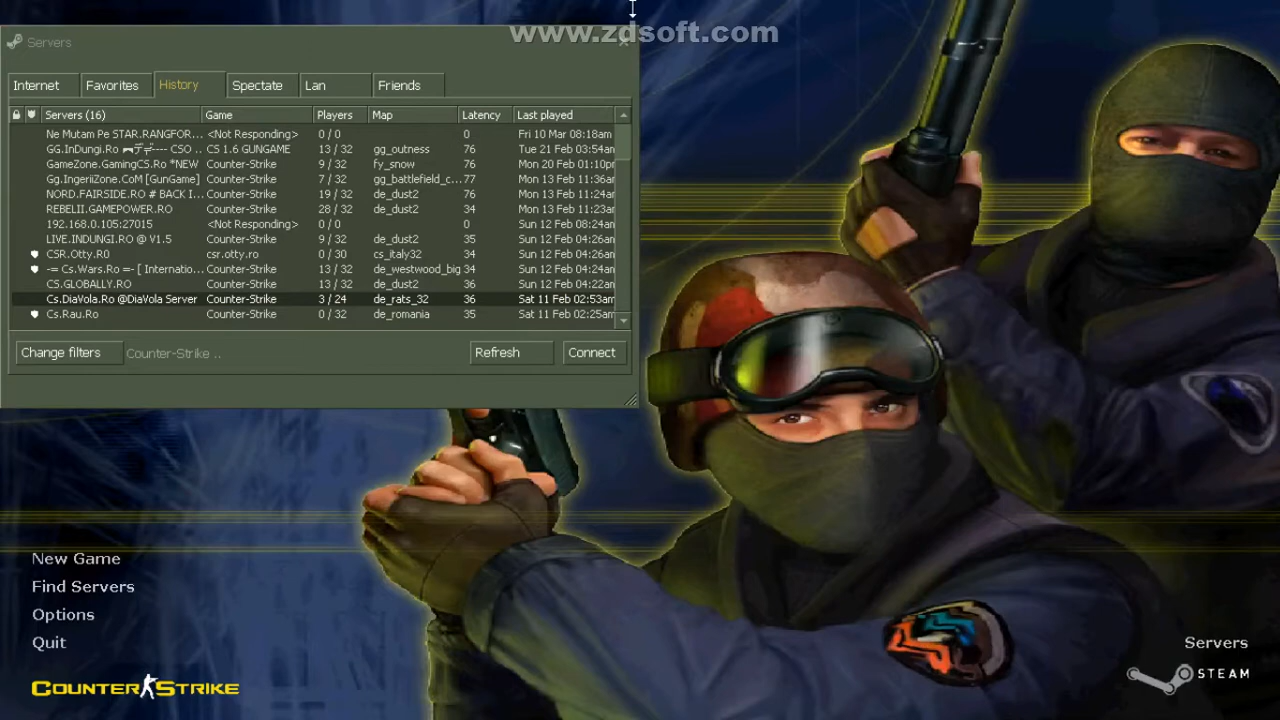 www.zdsoft.com
Servers
Internet Favorites History Spectate Lan Friends
Servers (16) Game Players Map Latency Last played
Ne Mutam Pe STAR.RANGFOR... <Not Responding> 0 / 0 0 Fri 10 Mar 08:18am
GG.InDungi.Ro ---- CSO .. CS 1.6 GUNGAME 13 / 32 gg_outness 76 Tue 21 Feb 03:54am
GameZone.GamingCS.Ro *NEW Counter-Strike 9 / 32 fy_snow 76 Mon 20 Feb 01:10pm
Gg.IngeriiZone.CoM [GunGame] Counter-Strike 7 / 32 gg_battlefield_c... 77 Mon 13 Feb 11:36am
NORD.FAIRSIDE.RO # BACK I... Counter-Strike 19 / 32 de_dust2 76 Mon 13 Feb 11:24am
REBELII.GAMEPOWER.RO Counter-Strike 28 / 32 de_dust2 34 Mon 13 Feb 11:23am
192.168.0.105:27015 <Not Responding> 0 / 0 0 Sun 12 Feb 08:24am
LIVE.INDUNGI.RO @ V1.5 Counter-Strike 9 / 32 de_dust2 35 Sun 12 Feb 04:26am
CSR.Otty.R0 csr.otty.ro 0 / 30 cs_italy32 34 Sun 12 Feb 04:26am
-= Cs.Wars.Ro =- [ Internatio... Counter-Strike 13 / 32 de_westwood_big 34 Sun 12 Feb 04:24am
CS.GLOBALLY.RO Counter-Strike 13 / 32 de_dust2 36 Sun 12 Feb 04:22am
Cs.DiaVola.Ro @DiaVola Server Counter-Strike 3 / 24 de_rats_32 36 Sat 11 Feb 02:53am
Cs.Rau.Ro Counter-Strike 0 / 32 de_romania 35 Sat 11 Feb 02:25am
Change filters Counter-Strike .. Refresh Connect
New Game
Find Servers
Options
Quit
COUNTER STRIKE
Servers
STEAM